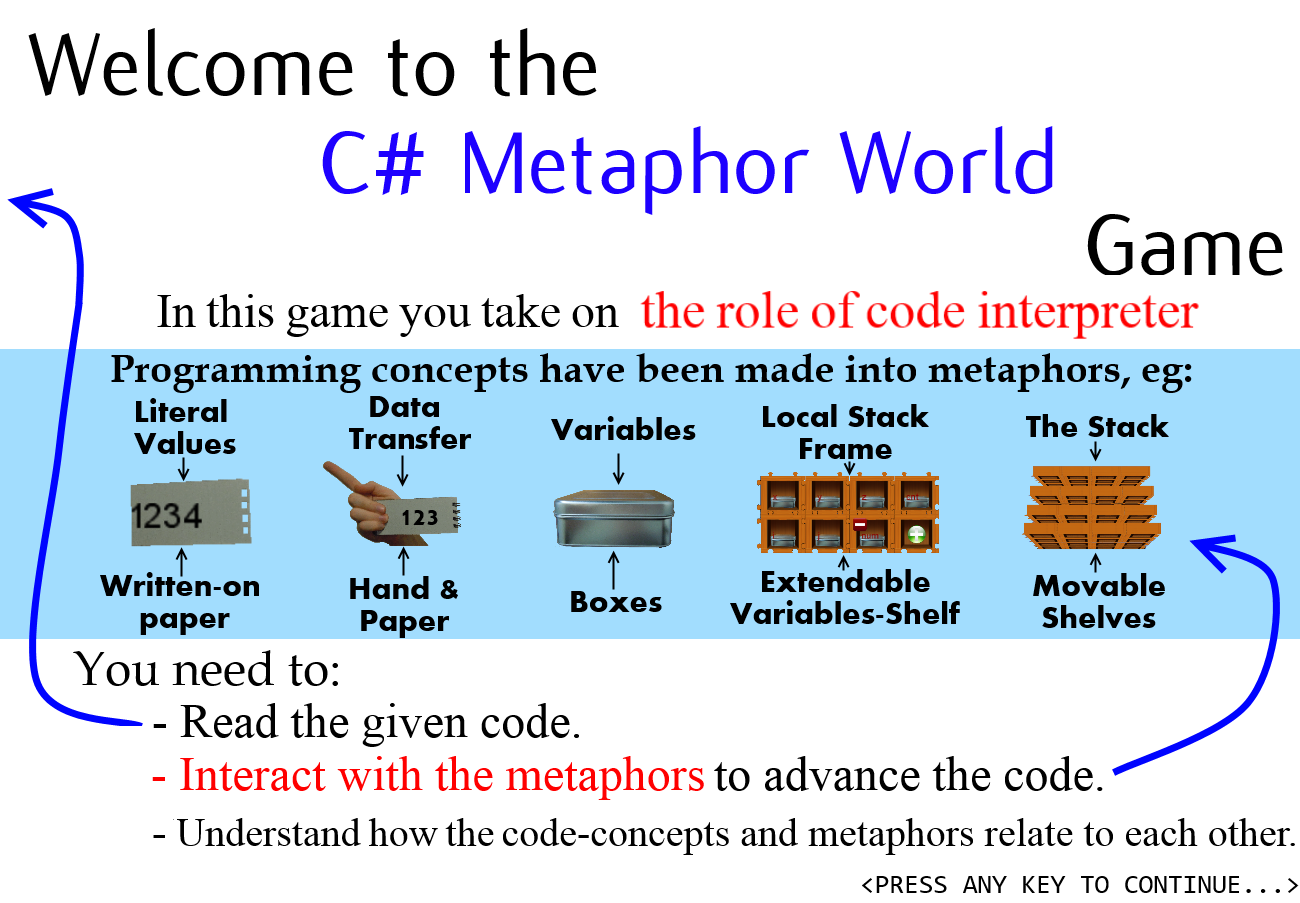 Welcome to the
C# Metaphor World
Game
In this game you take on the role of code interpreter
Programming concepts have been made into metaphors, eg:
Literal
Values
Data
Transfer
Variables
Local Stack
Frame
The Stack
1234
123
x
y
z
cnt
i
j
num
Written-on
paper
Hand &
Paper
Boxes
Extendable
Variables-Shelf
Movable
Shelves
You need to:
- Read the given code.
- Interact with the metaphors to advance the code.
- Understand how the code-concepts and metaphors relate to each other.
<PRESS ANY KEY TO CONTINUE...>